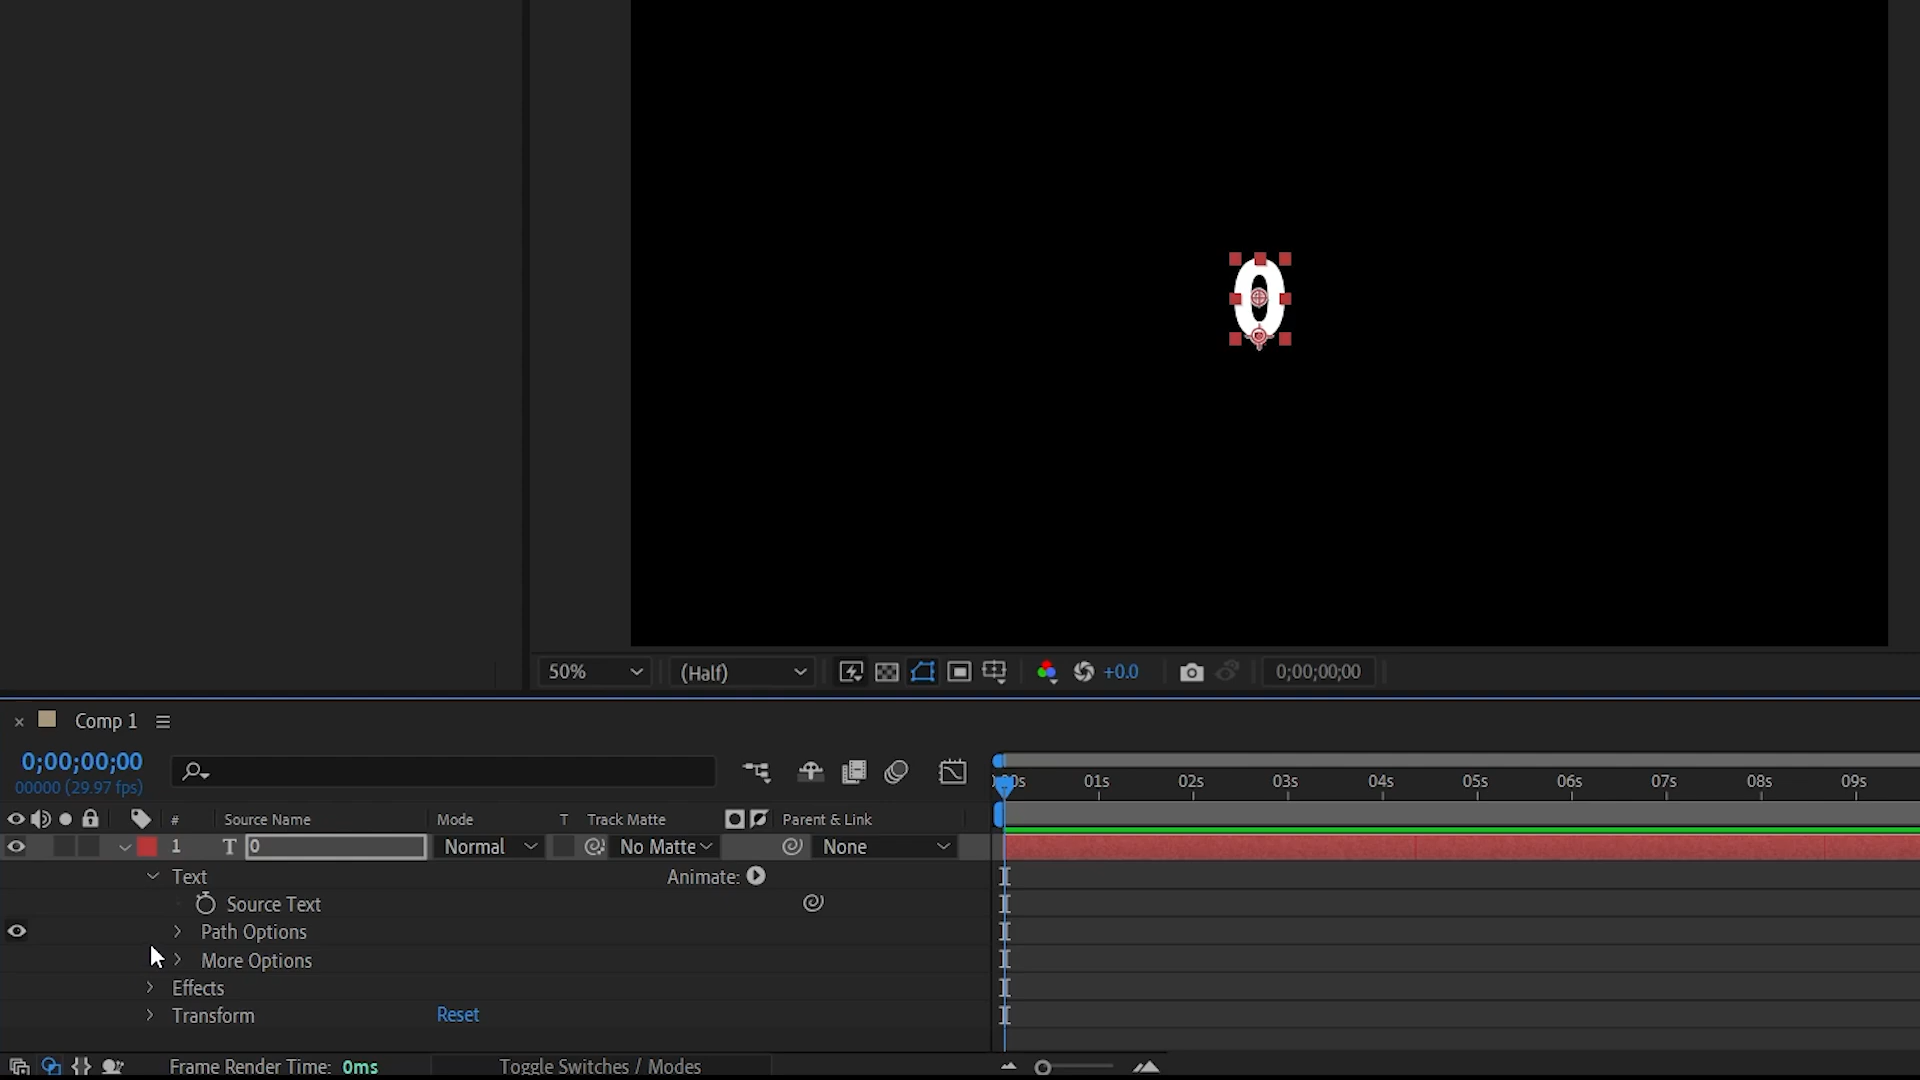 0
50% (Half) +0.0 0;00;00;00
Comp 1
0;00;00;00
00000 (29.97 fps)
01s 02s 03s 04s 05s 06s 07s 08s 09s
# Source Name Mode T Track Matte Parent & Link
1 T 0 Normal No Matte None
Text Animate:
Source Text
Path Options
More Options
Effects
Transform Reset
Frame Render Time: 0ms Toggle Switches / Modes